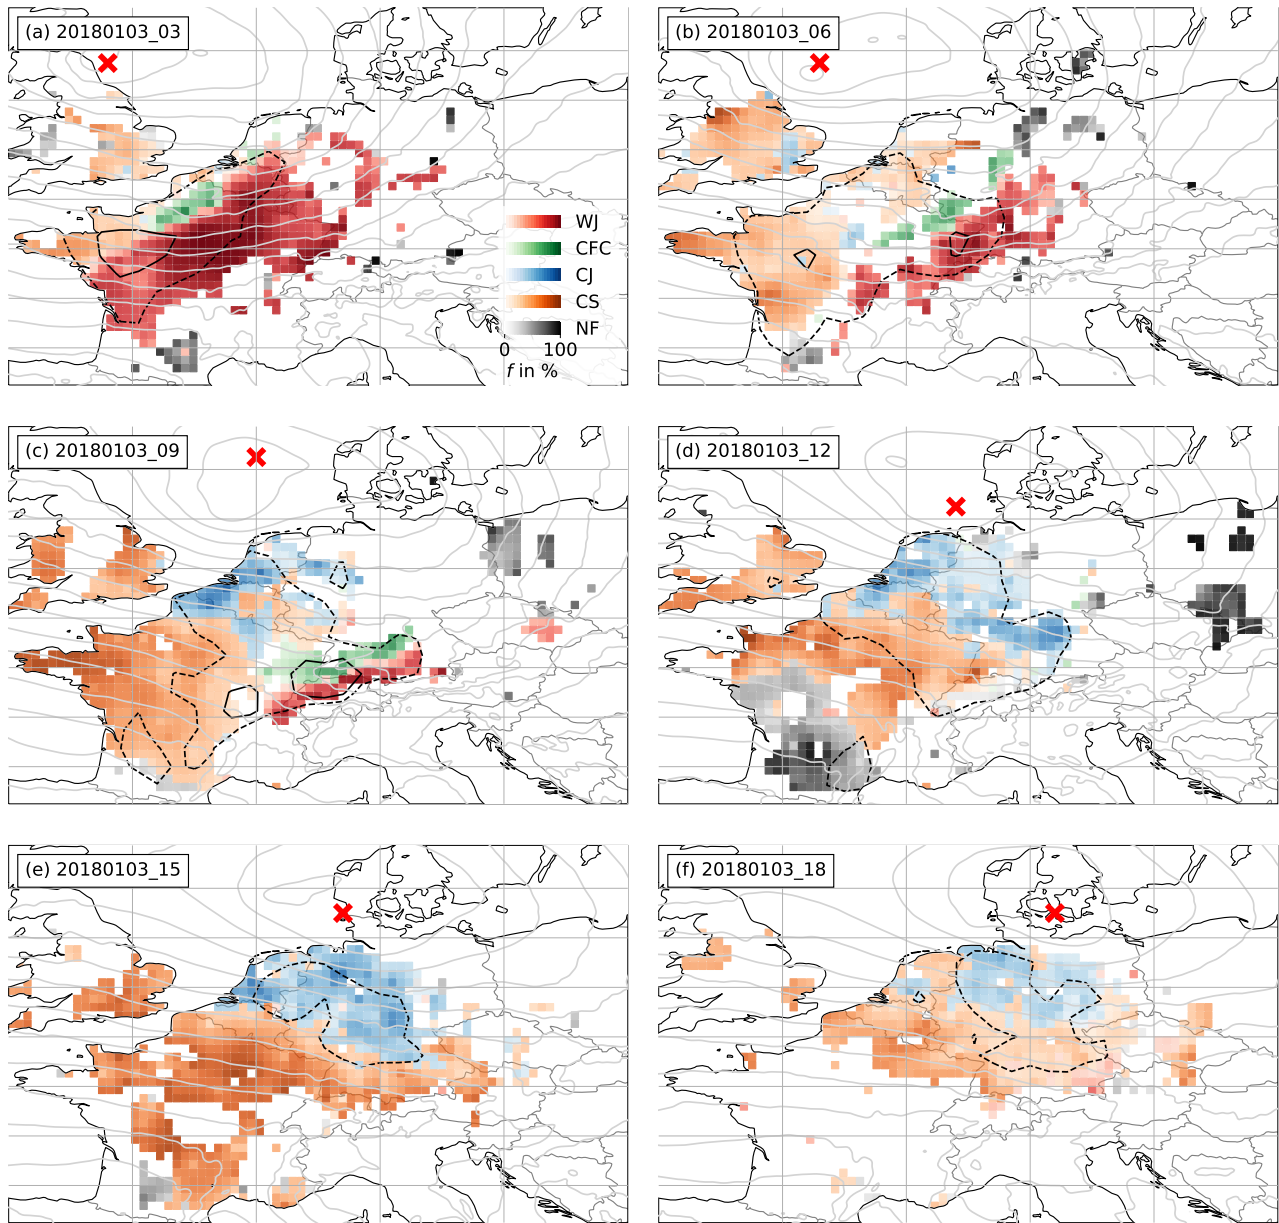 (a) 20180103_03
(b) 20180103_06
WJ
CFC
CJ
CS
NF
0 100
f in %
(c) 20180103_09
(d) 20180103_12
(e) 20180103_15
(f) 20180103_18